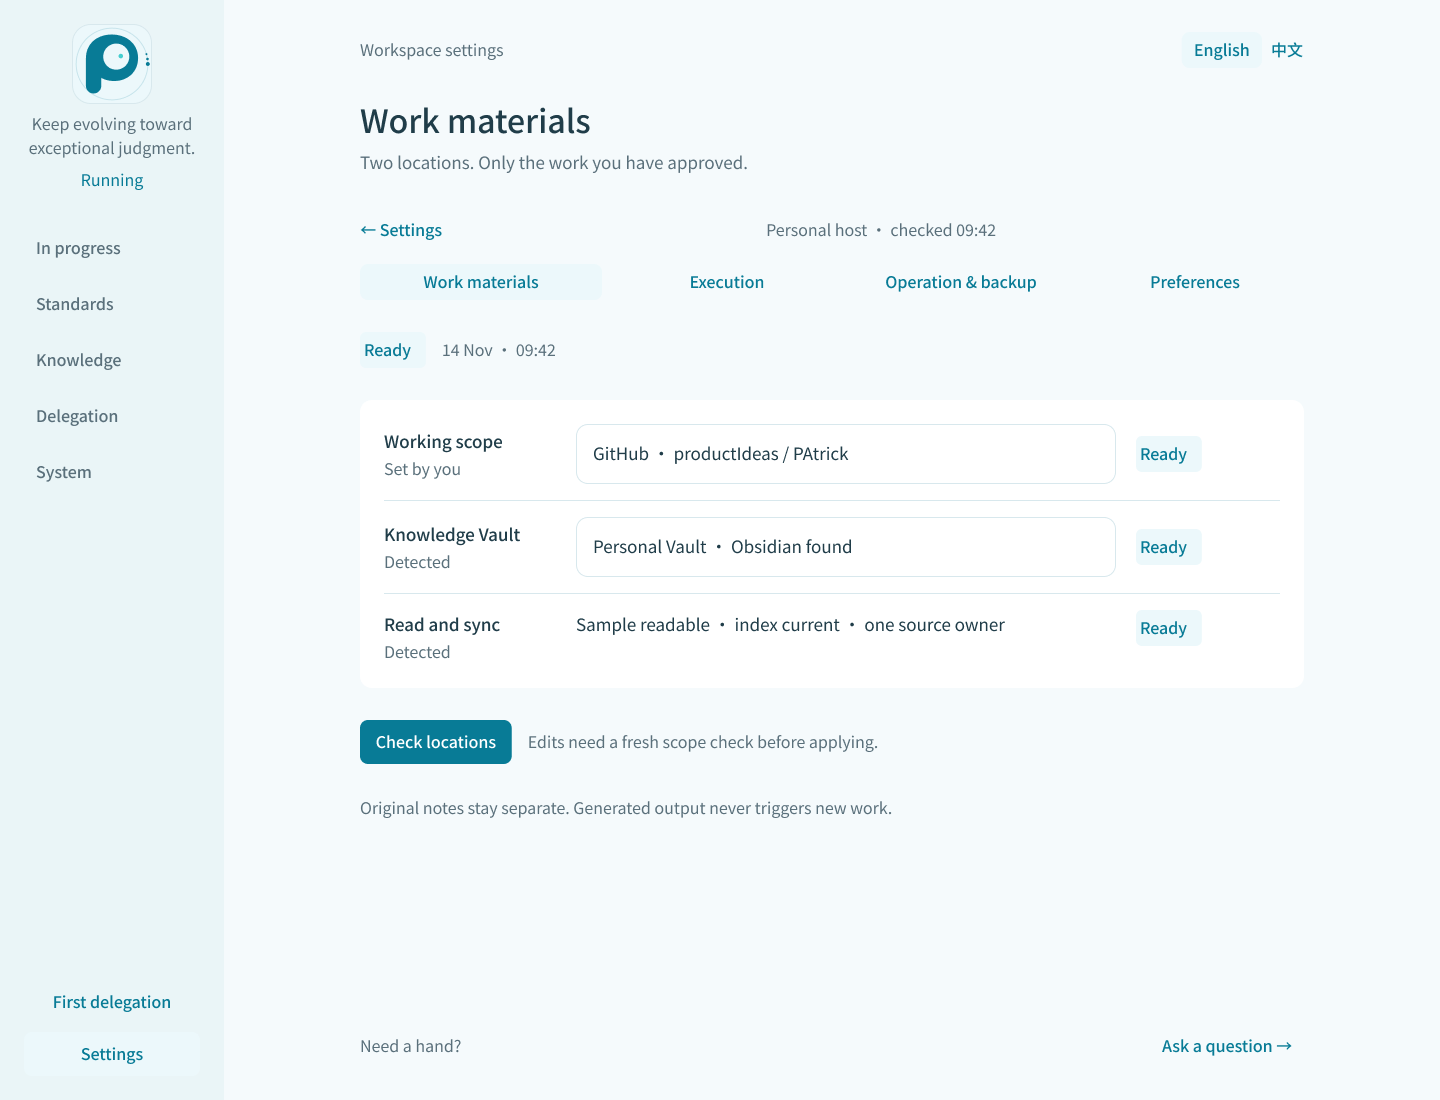 Keep evolving toward
exceptional judgment.
Running
In progress
Standards
Knowledge
Delegation
System
First delegation
Settings
Workspace settings
English 中文
Work materials
Two locations. Only the work you have approved.
← Settings
Personal host • checked 09:42
Work materials
Execution
Operation & backup
Preferences
Ready 14 Nov • 09:42
Working scope
Set by you
GitHub • productIdeas / PAtrick
Ready
Knowledge Vault
Detected
Personal Vault • Obsidian found
Ready
Read and sync
Detected
Sample readable • index current • one source owner
Ready
Check locations
Edits need a fresh scope check before applying.
Original notes stay separate. Generated output never triggers new work.
Need a hand?
Ask a question →